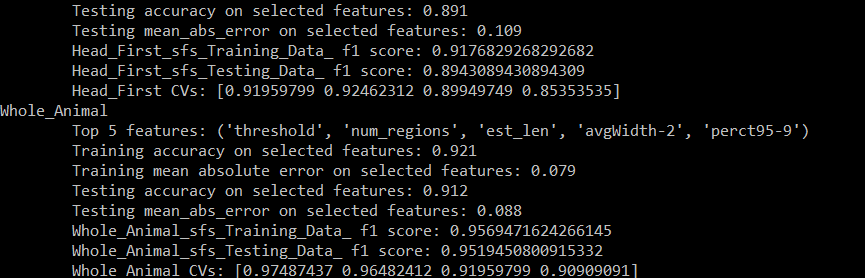 Testing accuracy on selected features: 0.891
Testing mean_abs_error on selected features: 0.109
Head_First_sfs_Training_Data_ f1 score: 0.9176829268292682
Head_First_sfs_Testing_Data_ f1 score: 0.8943089430894309
Head_First CVs: [0.91959799 0.92462312 0.89949749 0.85353535]
Whole_Animal
Top 5 features: ('threshold', 'num_regions', 'est_len', 'avgWidth-2', 'perct95-9')
Training accuracy on selected features: 0.921
Training mean absolute error on selected features: 0.079
Testing accuracy on selected features: 0.912
Testing mean_abs_error on selected features: 0.088
Whole_Animal_sfs_Training_Data_ f1 score: 0.9569471624266145
Whole_Animal_sfs_Testing_Data_ f1 score: 0.9519450800915332
Whole_Animal CVs: [0.97487437 0.96482412 0.91959799 0.90909091]